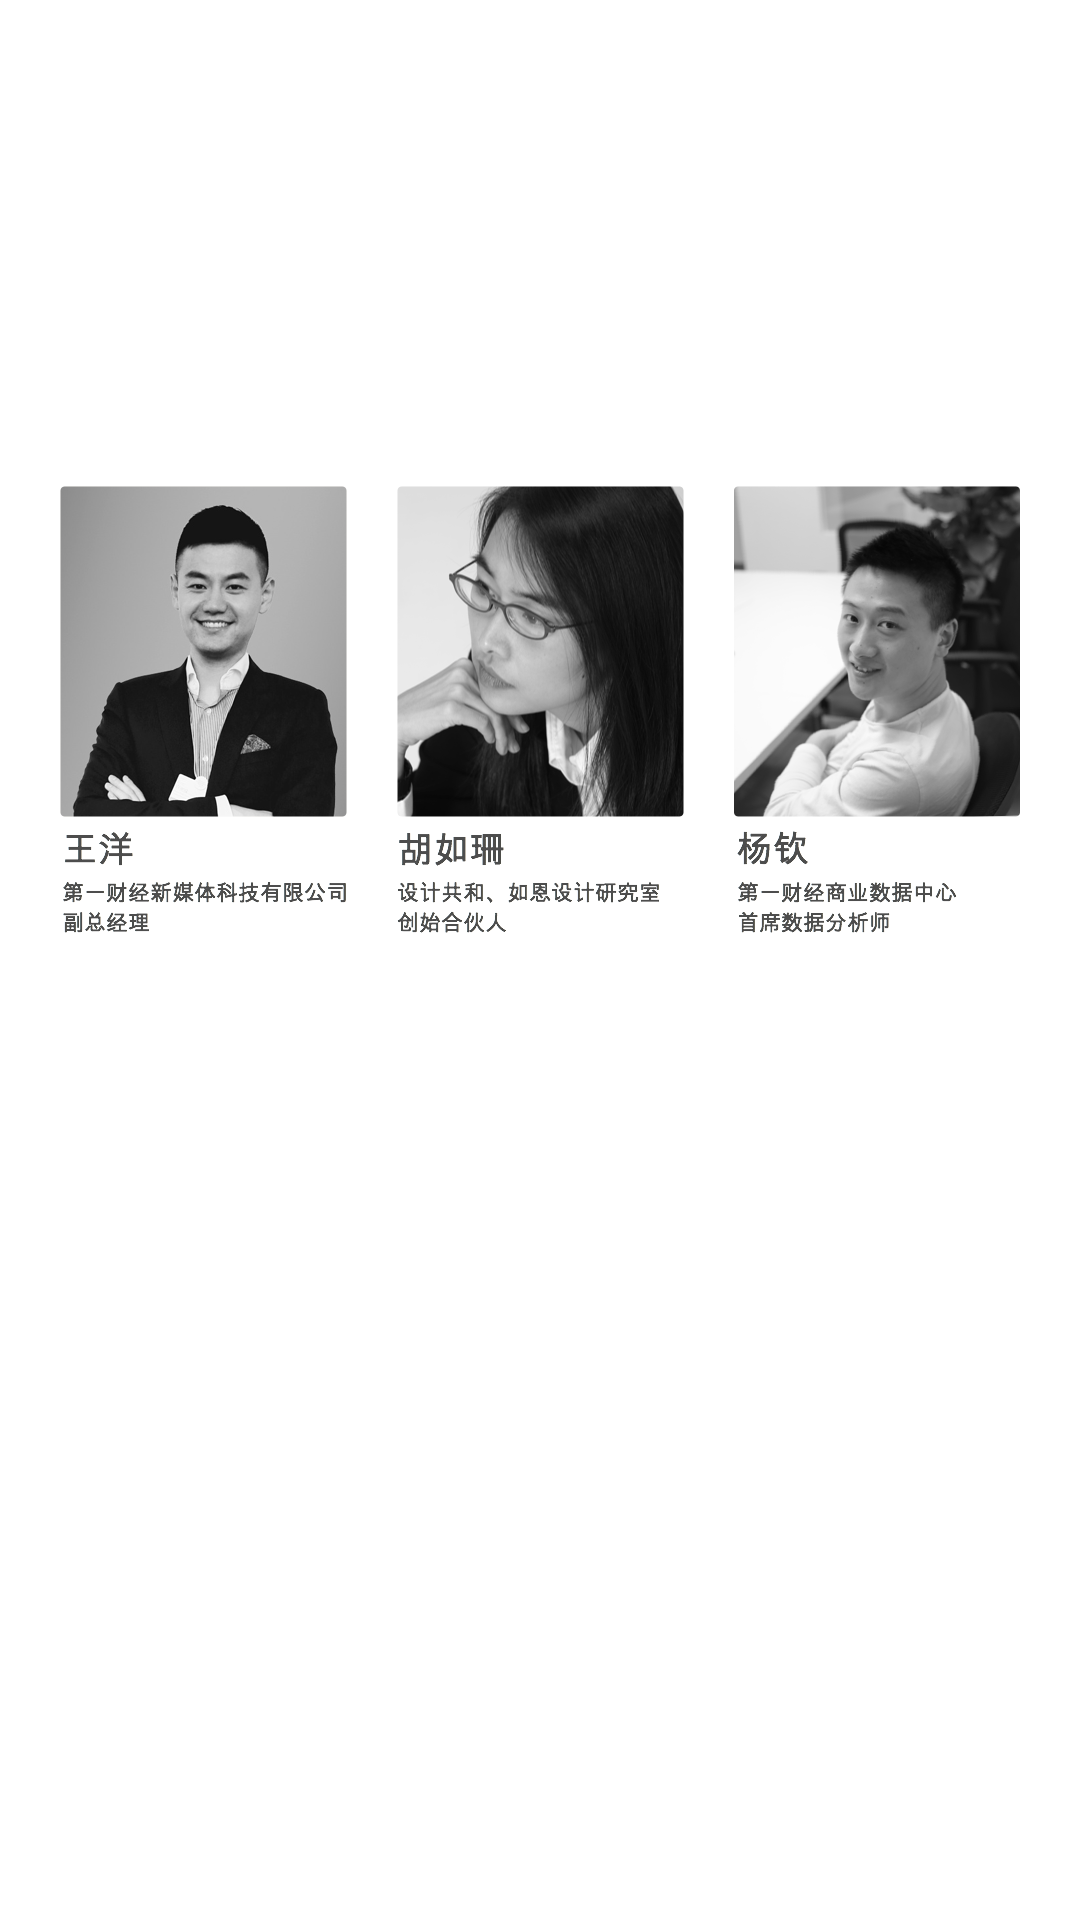 王洋
第一财经新媒体科技有限公司
副总经理
胡如珊
设计共和、如恩设计研究室
创始合伙人
杨钦
第一财经商业数据中心
首席数据分析师